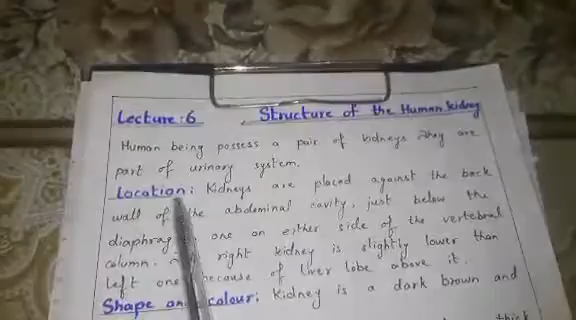 Lecture:6 Structure of the Human kidney
Human being possess a pair of kidneys They are
part of urinary system.
Location: Kidneys are placed against the back
wall of the abdominal cavity, just below the
diaphrag one on either side of the vertebral
column. right kidney is slightly lower than
left one because of liver lobe above it.
Shape and colour: Kidney is a dark brown and
thick